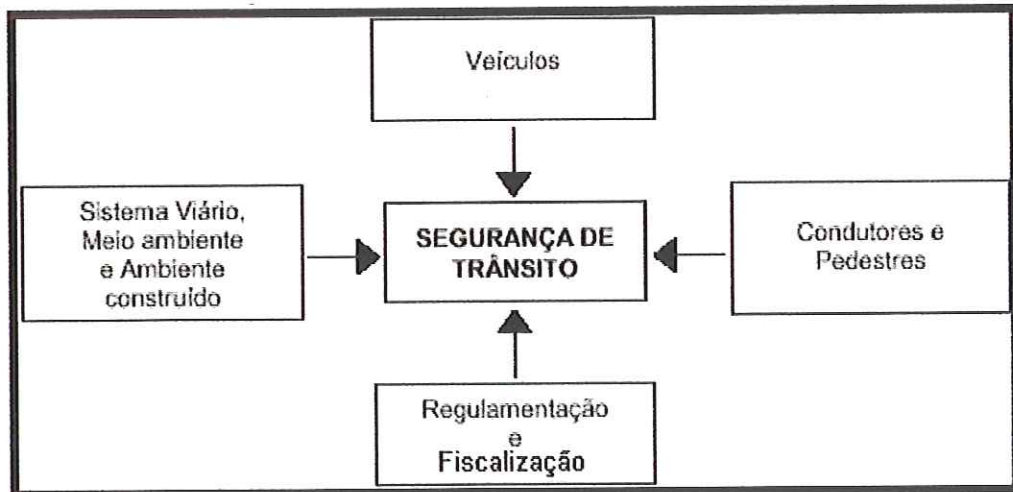 Veículos
Sistema Viário,
Meio ambiente
e Ambiente
construído
SEGURANÇA DE
TRÂNSITO
Condutores e
Pedestres
Regulamentação
e
Fiscalização